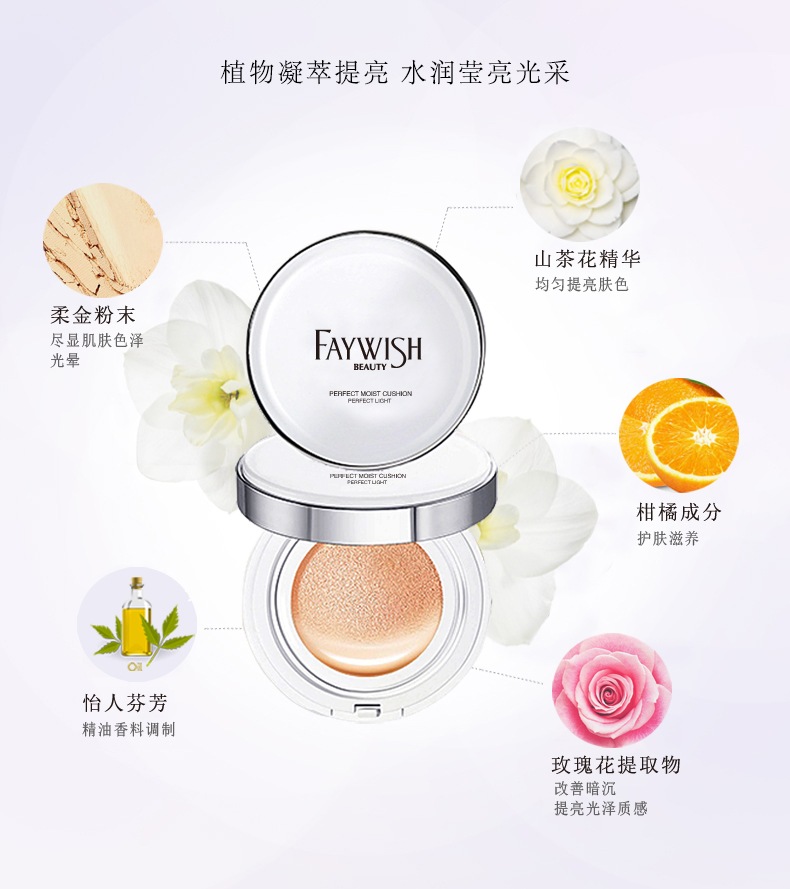 植物凝萃提亮 水润莹亮光采
山茶花精华
均匀提亮肤色
柔金粉末
尽显肌肤色泽
光晕
FAYWISH
BEAUTY
PERFECT MOIST CUSHION
PERFECT LIGHT
PERFECT MOIST CUSHION
PERFECT LIGHT
柑橘成分
护肤滋养
Oil
怡人芬芳
精油香料调制
玫瑰花提取物
改善暗沉
提亮光泽质感